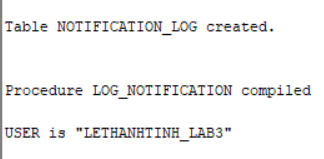 Table NOTIFICATION_LOG created.
Procedure LOG_NOTIFICATION compiled
USER is "LETHANHTINH_LAB3"